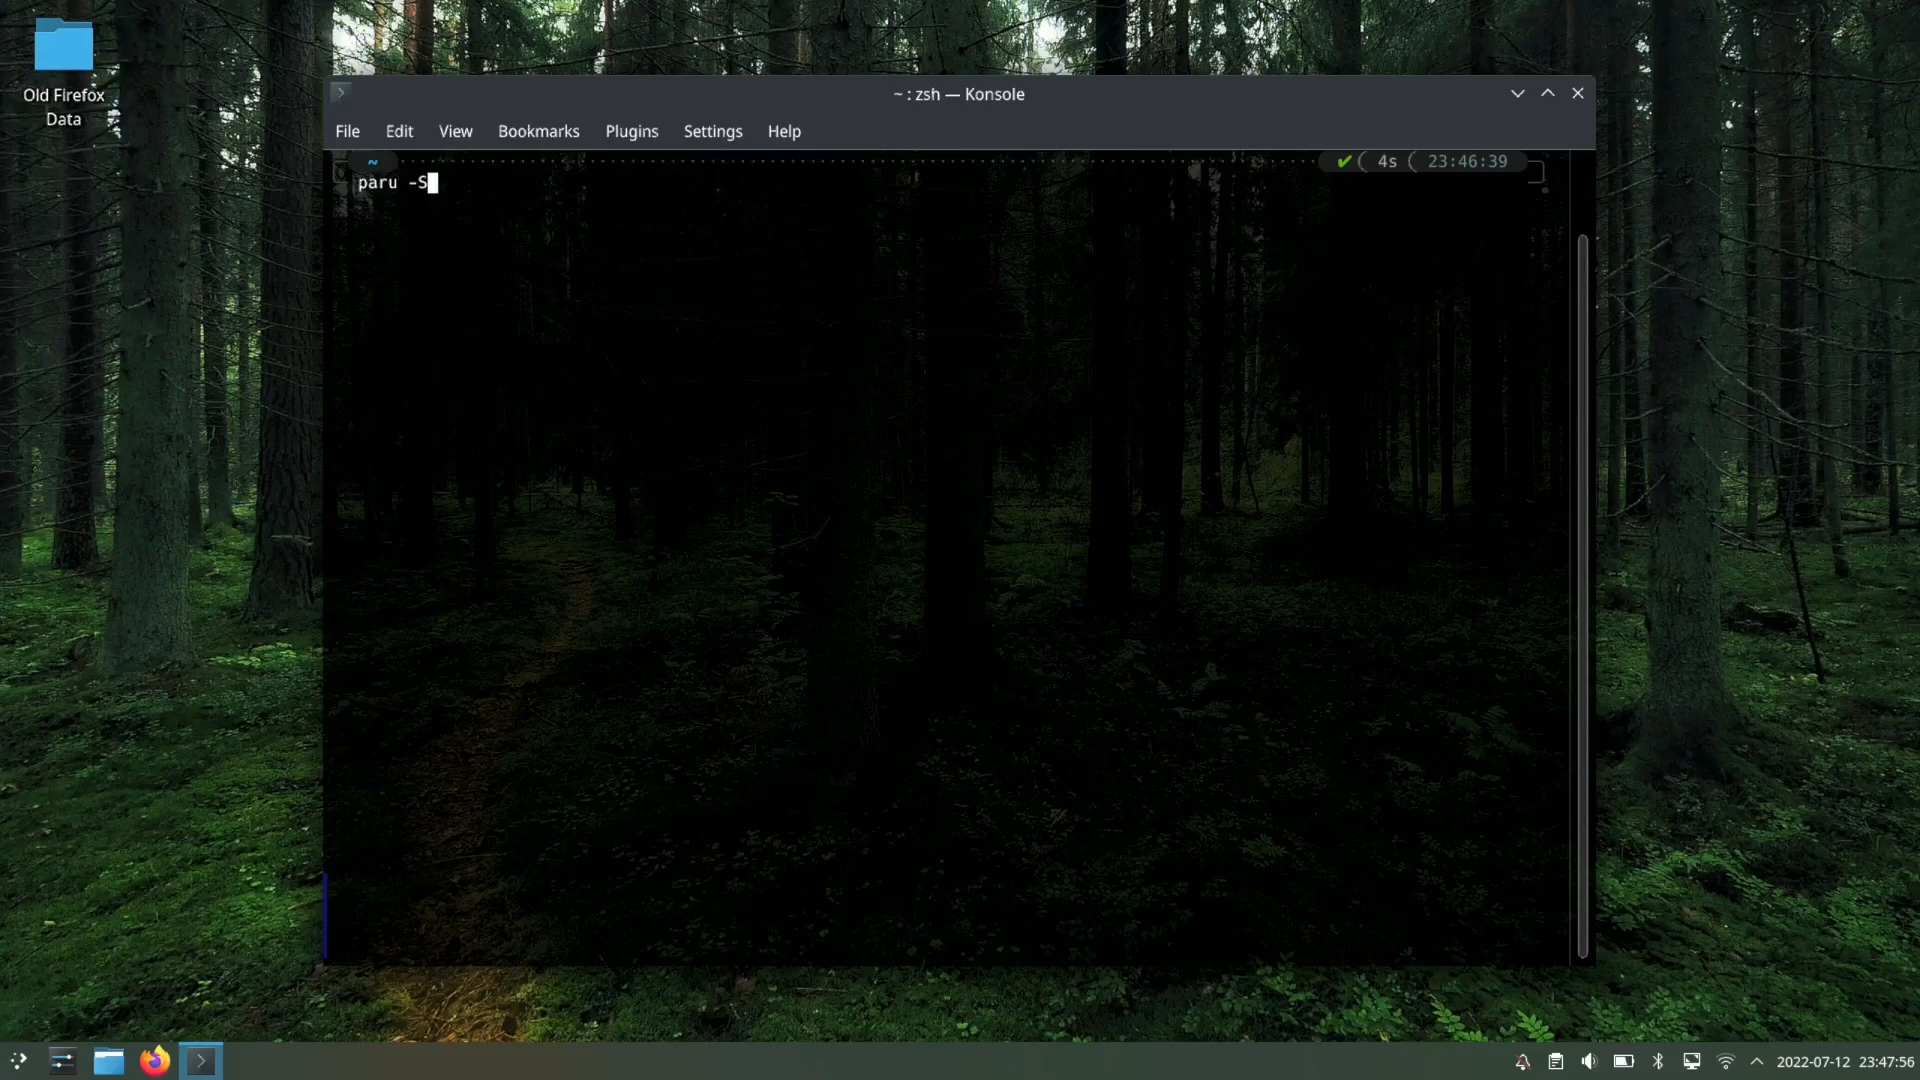 Old Firefox
Data
~ : zsh — Konsole
File Edit View Bookmarks Plugins Settings Help
~ ✔ 4s 23:46:39
paru -S
2022-07-12 23:47:56